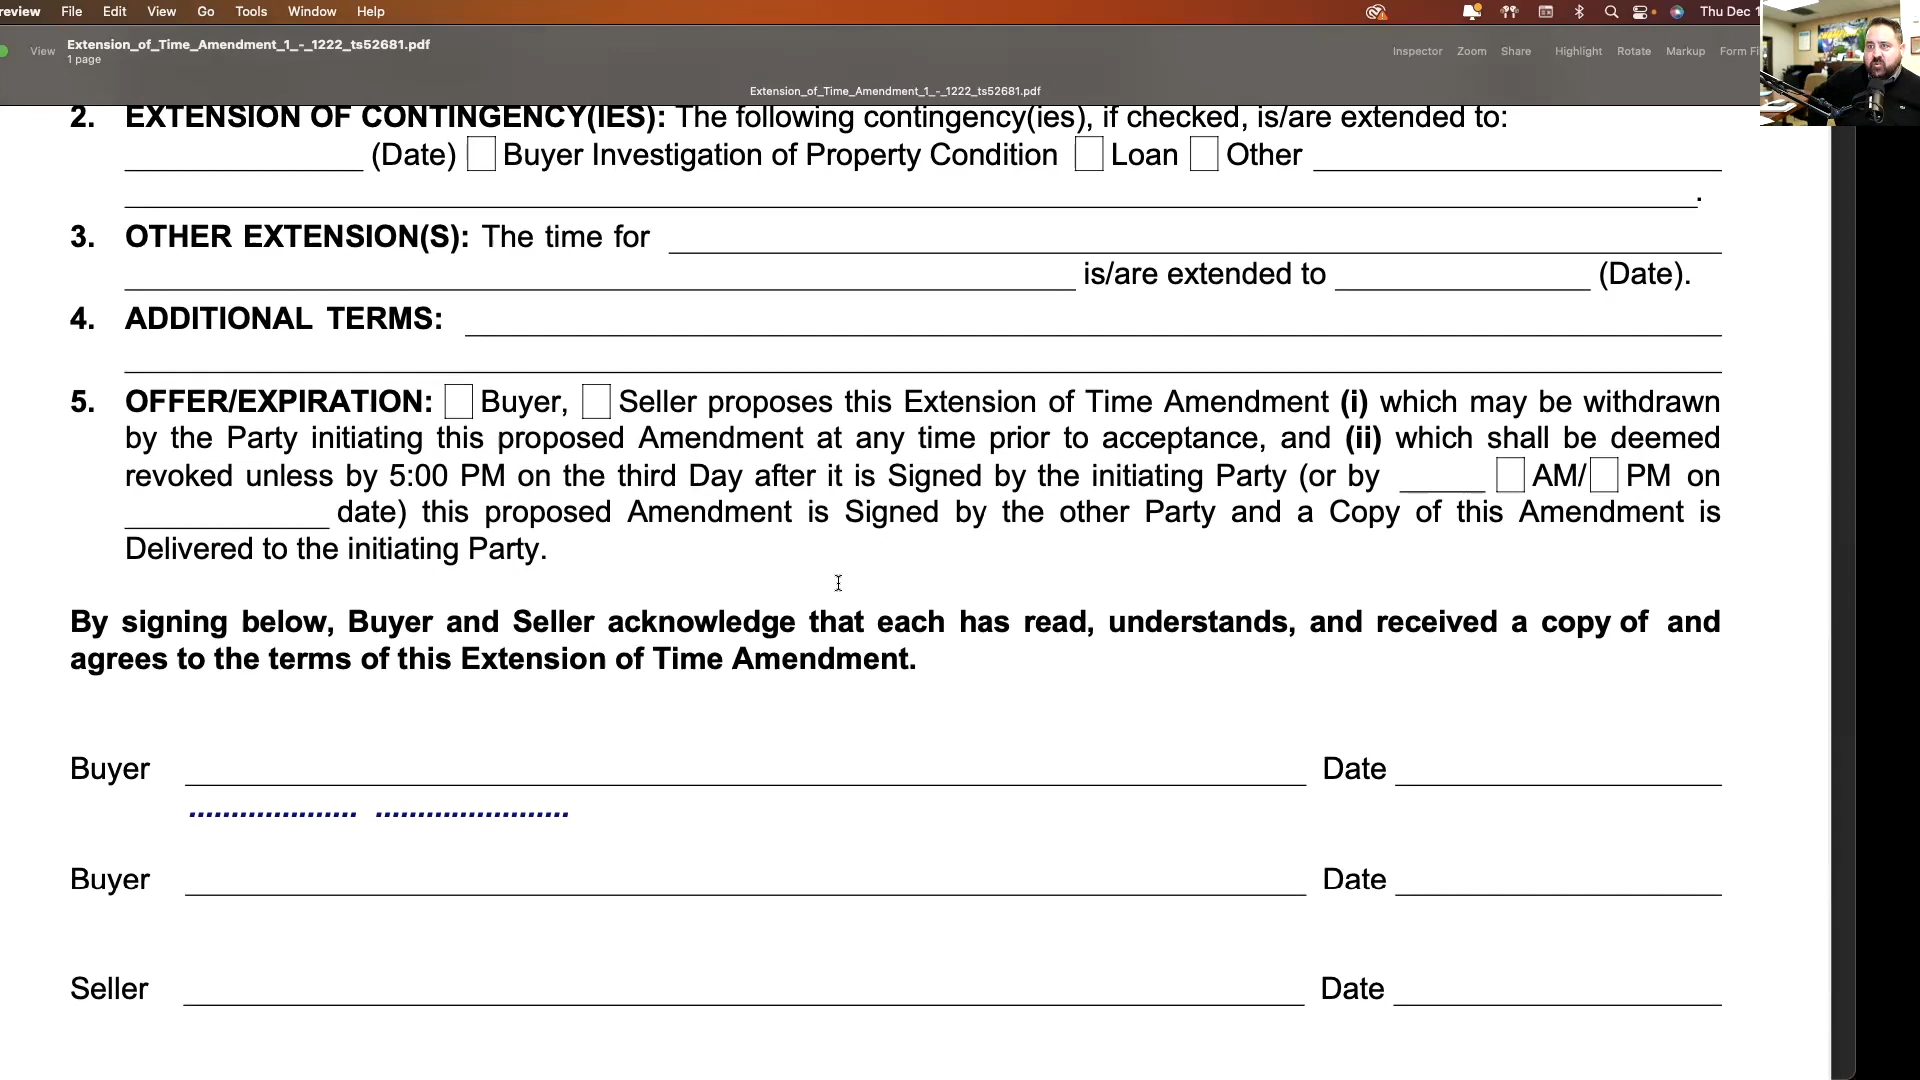 review File Edit View Go Tools Window Help Thu Dec 1
View Extension_of_Time_Amendment_1_-_1222_ts52681.pdf Inspector Zoom Share Highlight Rotate Markup Form Fi
1 page
Extension_of_Time_Amendment_1_-_1222_ts52681.pdf
2. EXTENSION OF CONTINGENCY(IES): The following contingency(ies), if checked, is/are extended to:
(Date) Buyer Investigation of Property Condition Loan Other
.
3. OTHER EXTENSION(S): The time for
is/are extended to (Date).
4. ADDITIONAL TERMS:
5. OFFER/EXPIRATION: Buyer, Seller proposes this Extension of Time Amendment (i) which may be withdrawn
by the Party initiating this proposed Amendment at any time prior to acceptance, and (ii) which shall be deemed
revoked unless by 5:00 PM on the third Day after it is Signed by the initiating Party (or by AM/ PM on
date) this proposed Amendment is Signed by the other Party and a Copy of this Amendment is
Delivered to the initiating Party.
By signing below, Buyer and Seller acknowledge that each has read, understands, and received a copy of and
agrees to the terms of this Extension of Time Amendment.
Buyer Date
Buyer Date
Seller Date